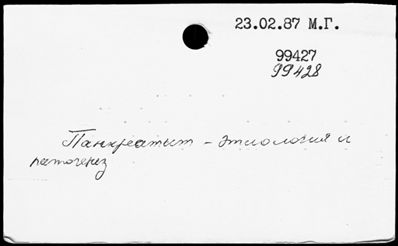 23.02.87 М.Г.
99427
99428
Панкреатит - этиология и
патогенез